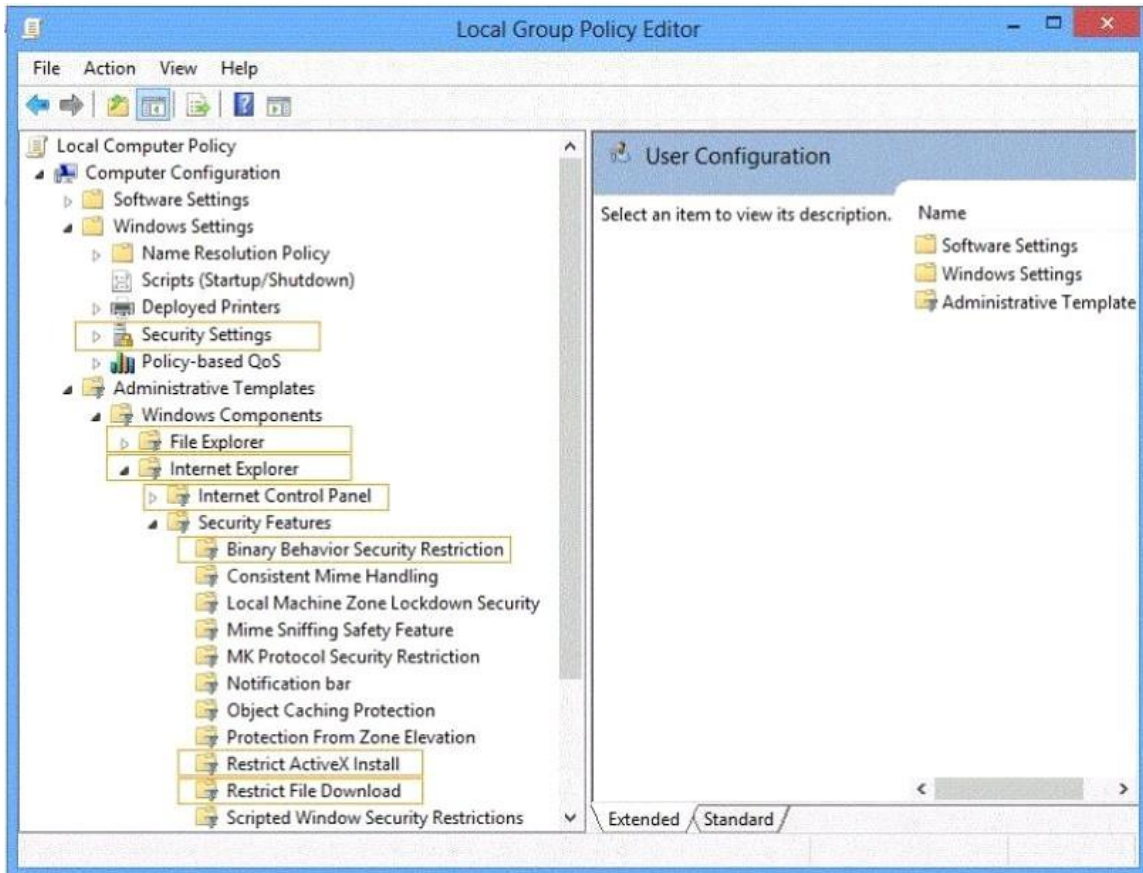 Local Group Policy Editor
File Action View Help
Local Computer Policy
Computer Configuration
Software Settings
Windows Settings
Name Resolution Policy
Scripts (Startup/Shutdown)
Deployed Printers
Security Settings
Policy-based QoS
Administrative Templates
Windows Components
File Explorer
Internet Explorer
Internet Control Panel
Security Features
Binary Behavior Security Restriction
Consistent Mime Handling
Local Machine Zone Lockdown Security
Mime Sniffing Safety Feature
MK Protocol Security Restriction
Notification bar
Object Caching Protection
Protection From Zone Elevation
Restrict ActiveX Install
Restrict File Download
Scripted Window Security Restrictions
User Configuration
Select an item to view its description.
Name
Software Settings
Windows Settings
Administrative Template
Extended Standard